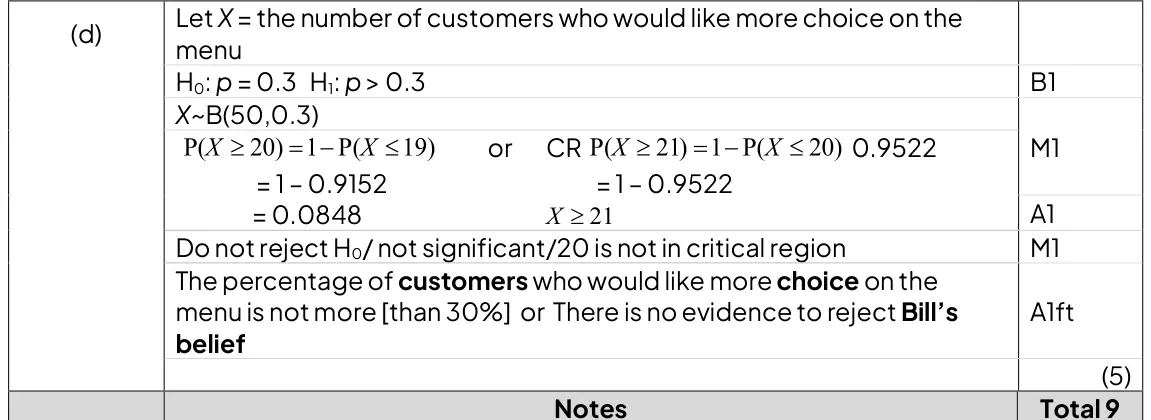 (d)
Let X = the number of customers who would like more choice on the
menu
H₀: p = 0.3 H₁: p > 0.3 B1
X~B(50,0.3)
P(X ≥ 20) = 1 − P(X ≤ 19) or CR P(X ≥ 21) = 1 − P(X ≤ 20) 0.9522 M1
= 1 – 0.9152 = 1 – 0.9522
= 0.0848 X ≥ 21 A1
Do not reject H₀/ not significant/20 is not in critical region M1
The percentage of customers who would like more choice on the
menu is not more [than 30%] or There is no evidence to reject Bill’s A1ft
belief
(5)
Notes Total 9